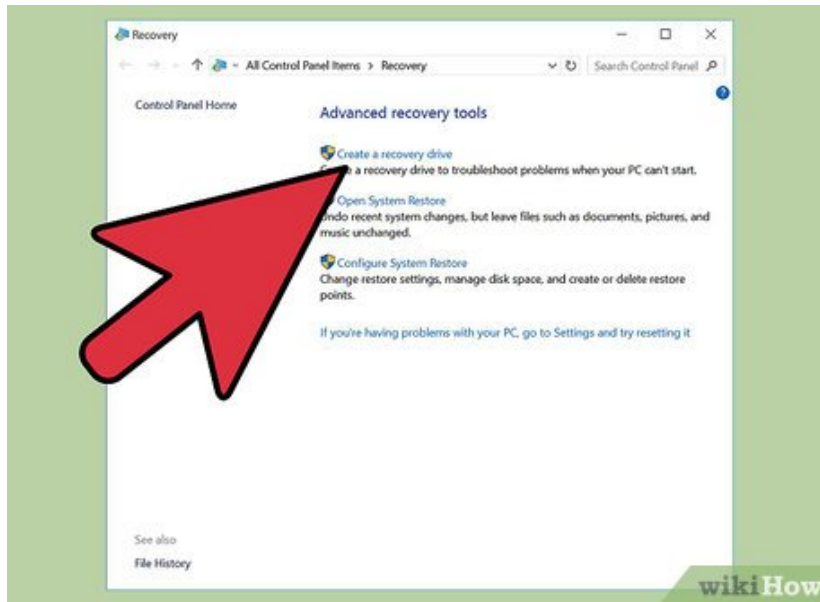 Recovery
All Control Panel Items > Recovery
Search Control Panel
Control Panel Home
Advanced recovery tools
Create a recovery drive
a recovery drive to troubleshoot problems when your PC can't start.
Open System Restore
Undo recent system changes, but leave files such as documents, pictures, and
music unchanged.
Configure System Restore
Change restore settings, manage disk space, and create or delete restore
points.
If you're having problems with your PC, go to Settings and try resetting it
See also
File History
wikiHow